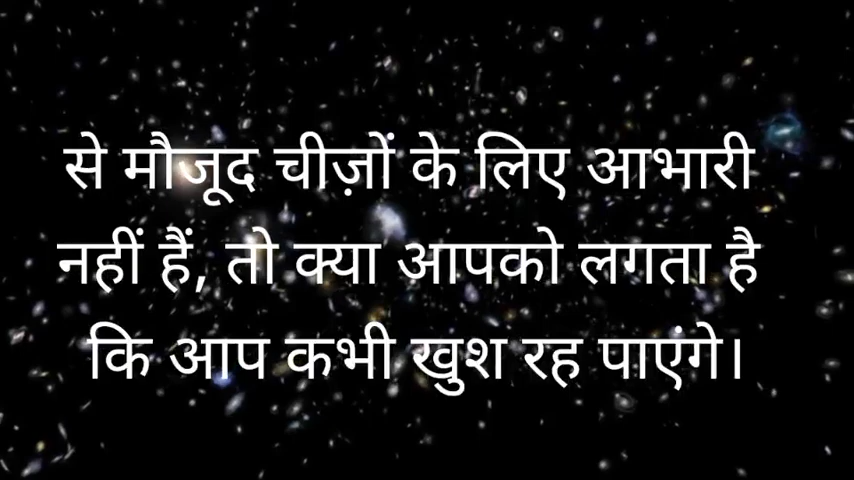 से मौजूद चीज़ों के लिए आभारी
नहीं हैं, तो क्या आपको लगता है
कि आप कभी खुश रह पाएंगे।